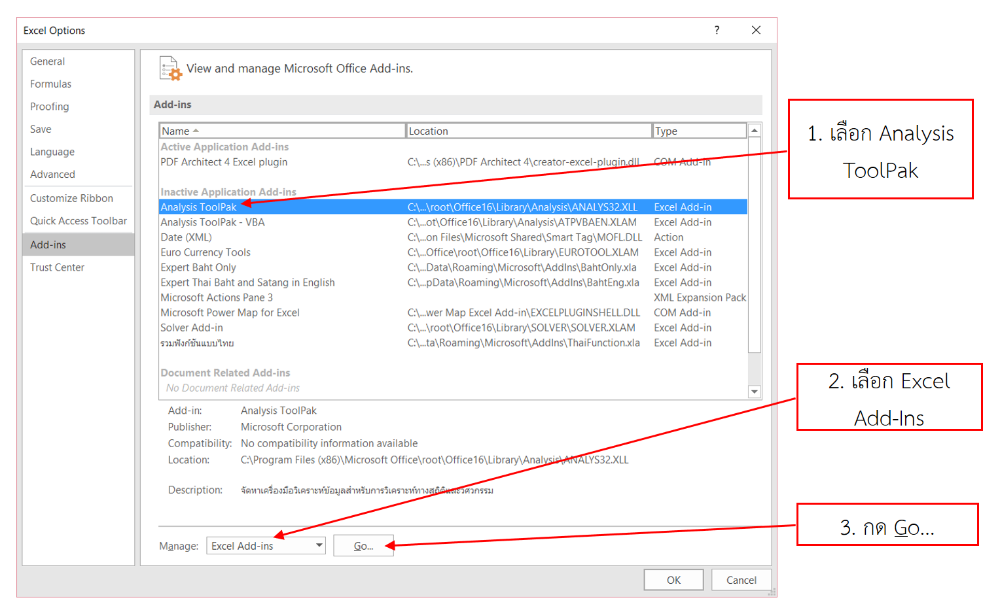 Excel Options
?
General
Formulas
Proofing
Save
Language
Advanced
Customize Ribbon
Quick Access Toolbar
Add-ins
Trust Center
View and manage Microsoft Office Add-ins.
Add-ins
Name Location Type
Active Application Add-ins
PDF Architect 4 Excel plugin C:\...s (x86)\PDF Architect 4\creator-excel-plugin.dll COM Add-in
Inactive Application Add-ins
Analysis ToolPak C:\...\root\Office16\Library\Analysis\ANALYS32.XLL Excel Add-in
Analysis ToolPak - VBA C:\...ot\Office16\Library\Analysis\ATPVBAEN.XLAM Excel Add-in
Date (XML) C:\...on Files\Microsoft Shared\Smart Tag\MOFL.DLL Action
Euro Currency Tools C:\...Office\root\Office16\Library\EUROTOOL.XLAM Excel Add-in
Expert Baht Only C:\...Data\Roaming\Microsoft\AddIns\BahtOnly.xla Excel Add-in
Expert Thai Baht and Satang in English C:\...pData\Roaming\Microsoft\AddIns\BahtEng.xla Excel Add-in
Microsoft Actions Pane 3 XML Expansion Pack
Microsoft Power Map for Excel C:\...wer Map Excel Add-in\EXCELPLUGINSHELL.DLL COM Add-in
Solver Add-in C:\...\root\Office16\Library\SOLVER\SOLVER.XLAM Excel Add-in
รวมฟังก์ชันแบบไทย C:\...ta\Roaming\Microsoft\AddIns\ThaiFunction.xla Excel Add-in
Document Related Add-ins
No Document Related Add-ins
Add-in: Analysis ToolPak
Publisher: Microsoft Corporation
Compatibility: No compatibility information available
Location: C:\Program Files (x86)\Microsoft Office\root\Office16\Library\Analysis\ANALYS32.XLL
Description: จัดหาเครื่องมือวิเคราะห์ข้อมูลสำหรับการวิเคราะห์ทางสถิติและวิศวกรรม
Manage: Excel Add-ins Go...
OK Cancel
1. เลือก Analysis
ToolPak
2. เลือก Excel
Add-Ins
3. กด Go...